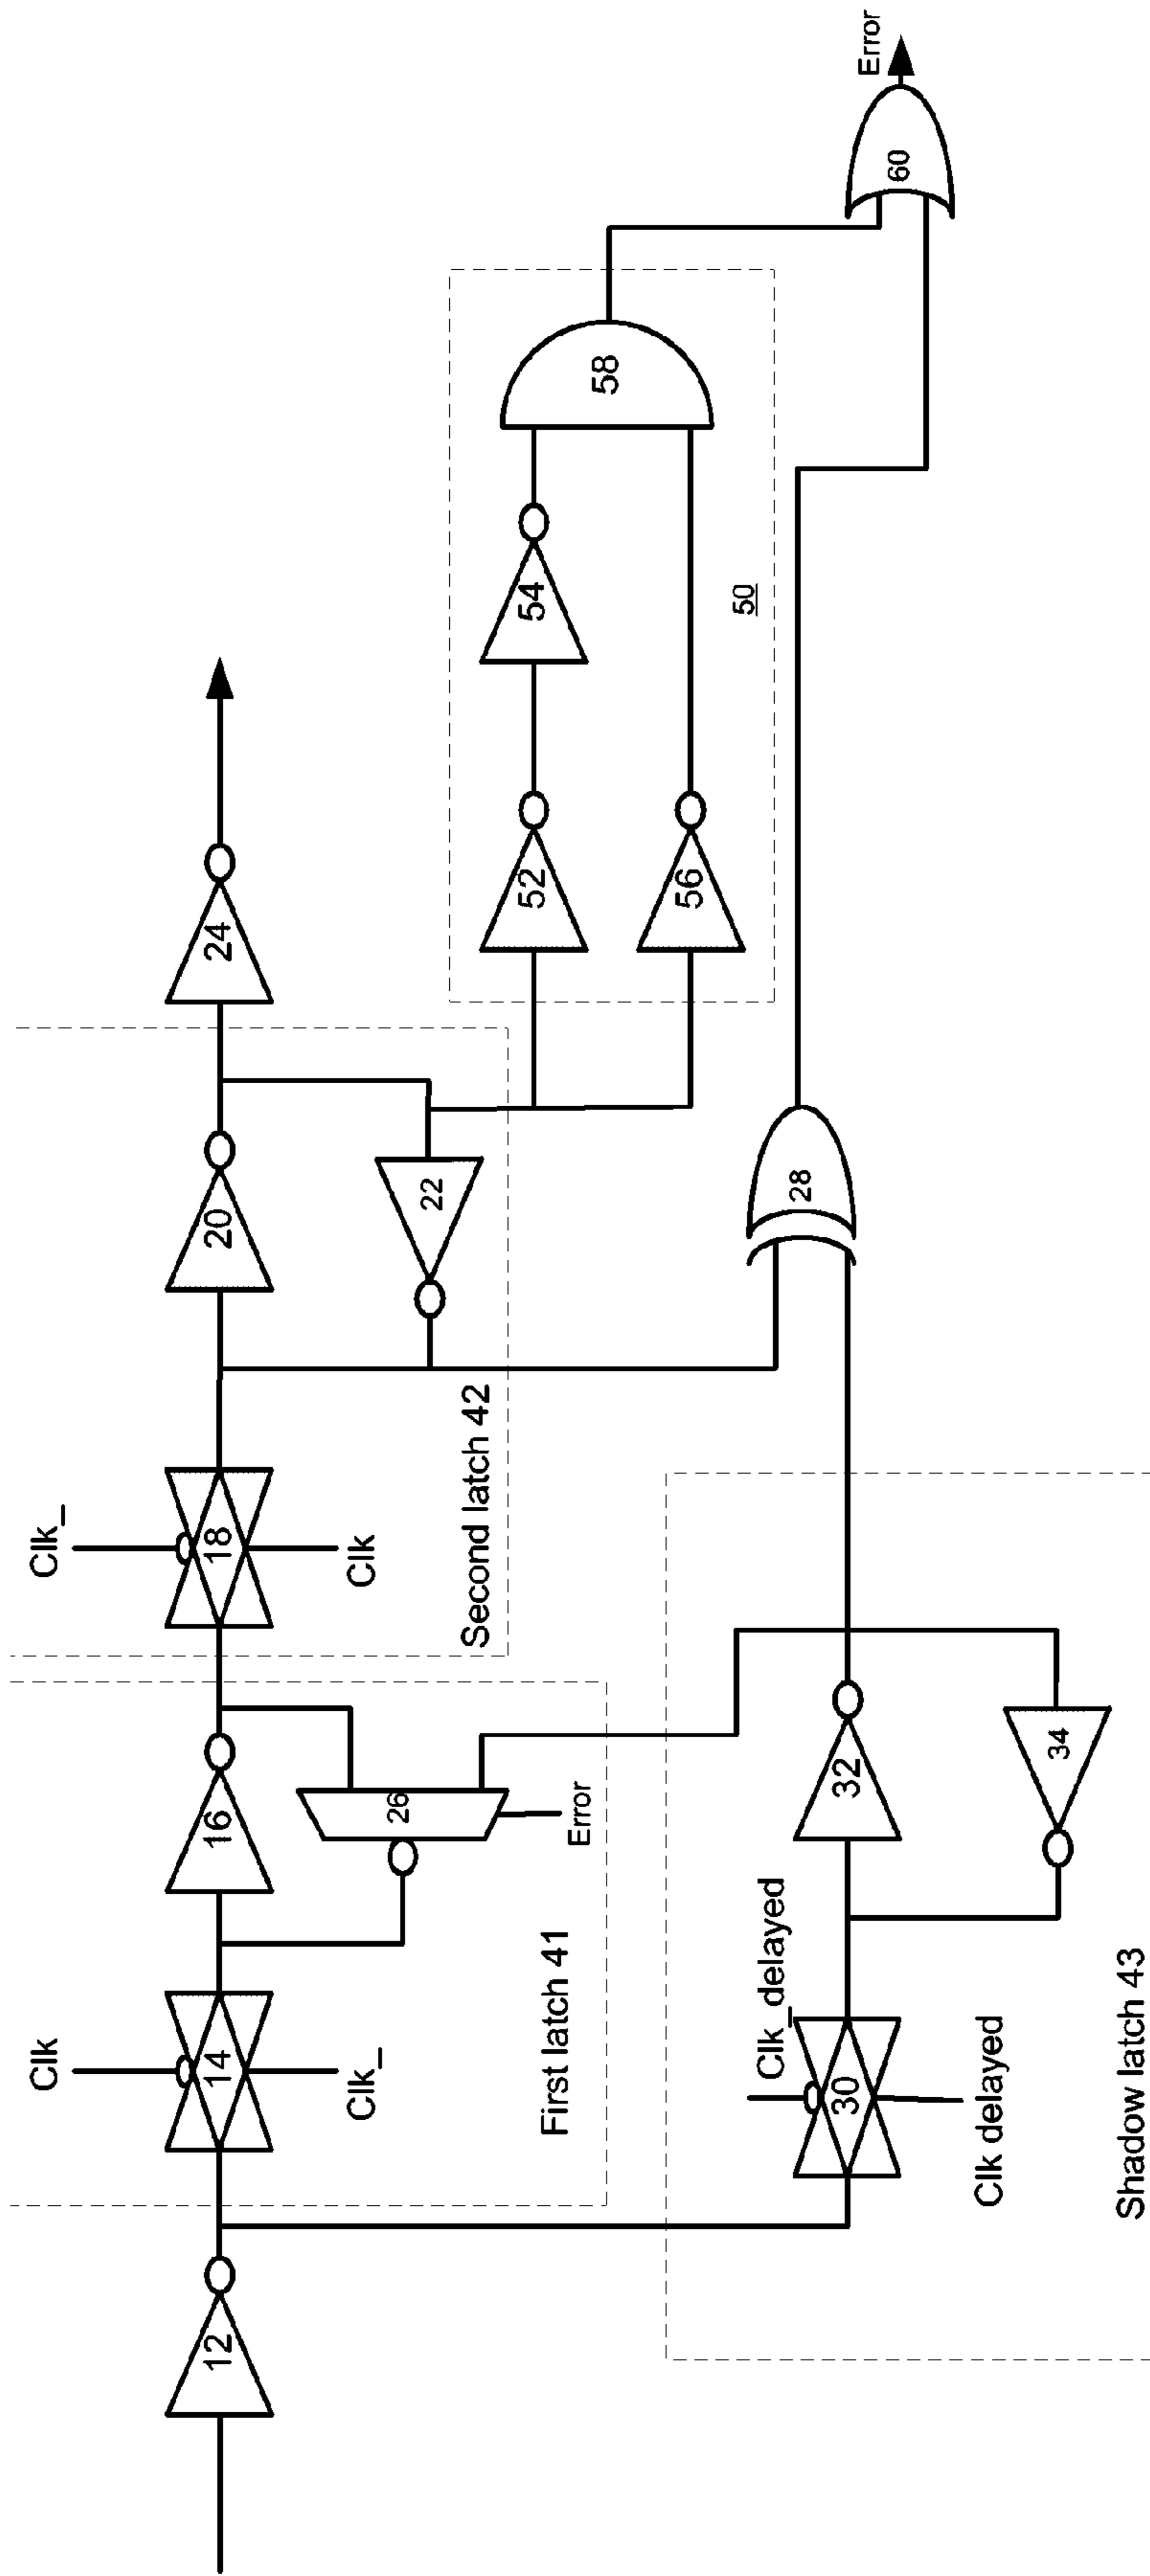 Clk
Clk_
12
14
16
18
20
24
Clk_
Clk
26
Error
22
First latch 41
Second latch 42
52
54
56
58
50
Clk_delayed
30
32
28
60
Error
Clk delayed
34
Shadow latch 43